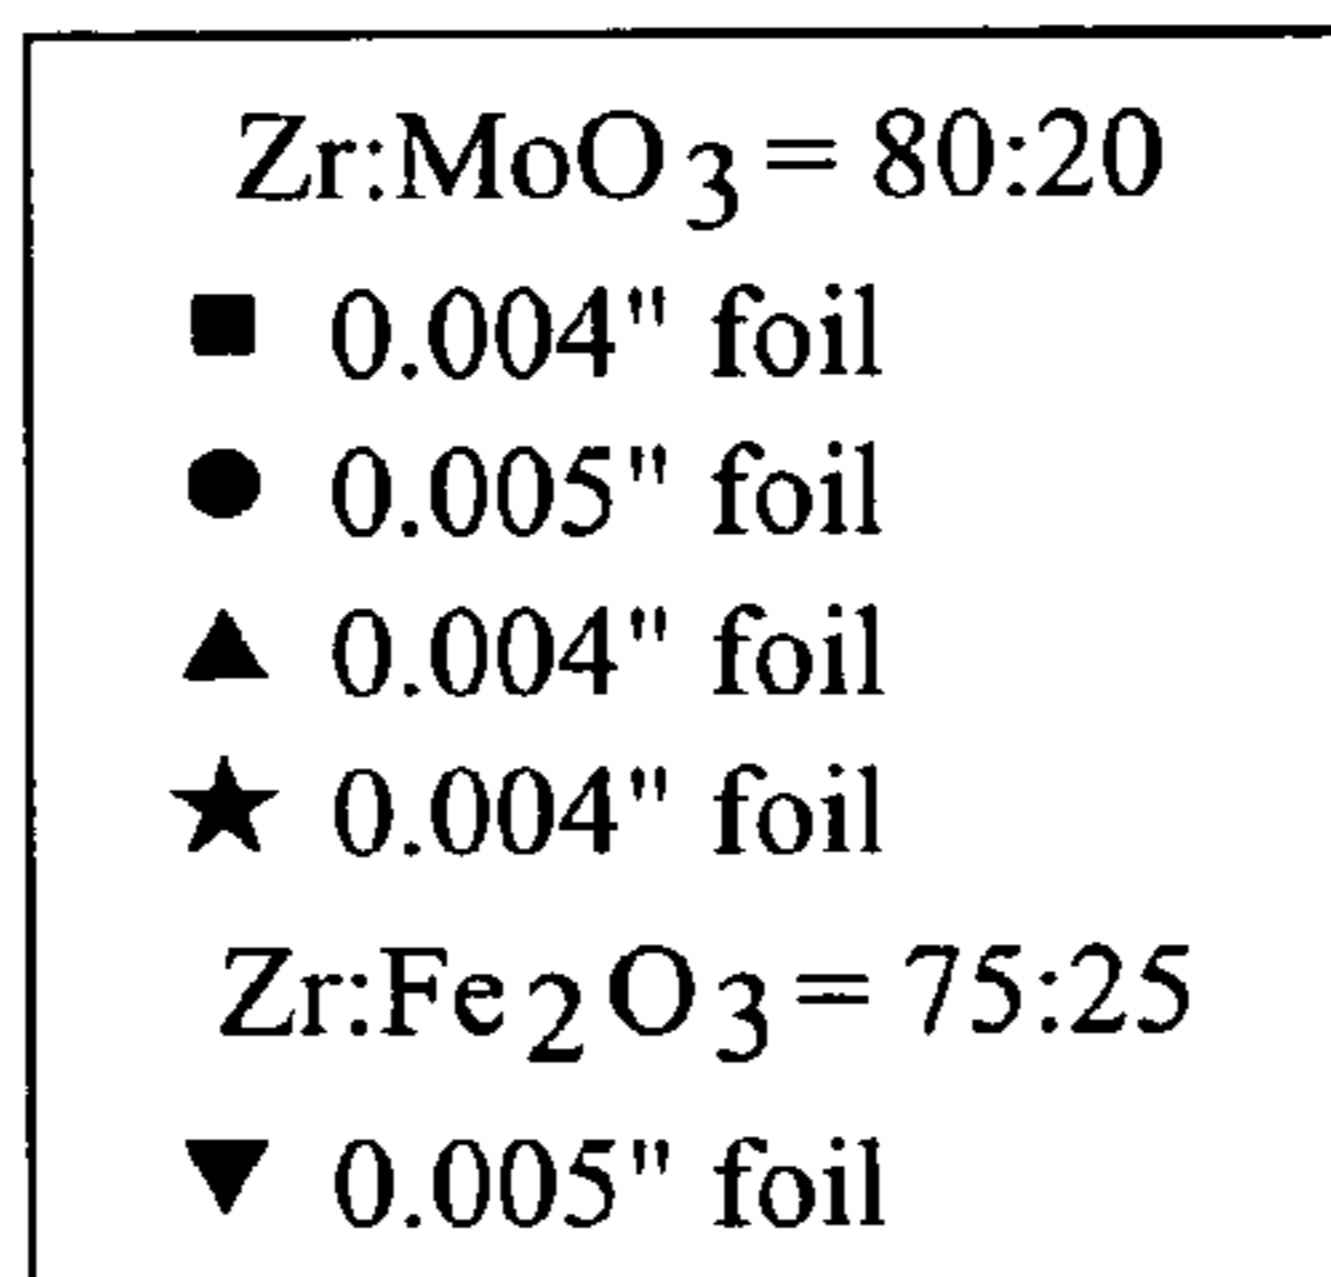 Zr:MoO3 = 80:20
■ 0.004" foil
● 0.005" foil
▲ 0.004" foil
★ 0.004" foil
Zr:Fe2O3 = 75:25
▼ 0.005" foil